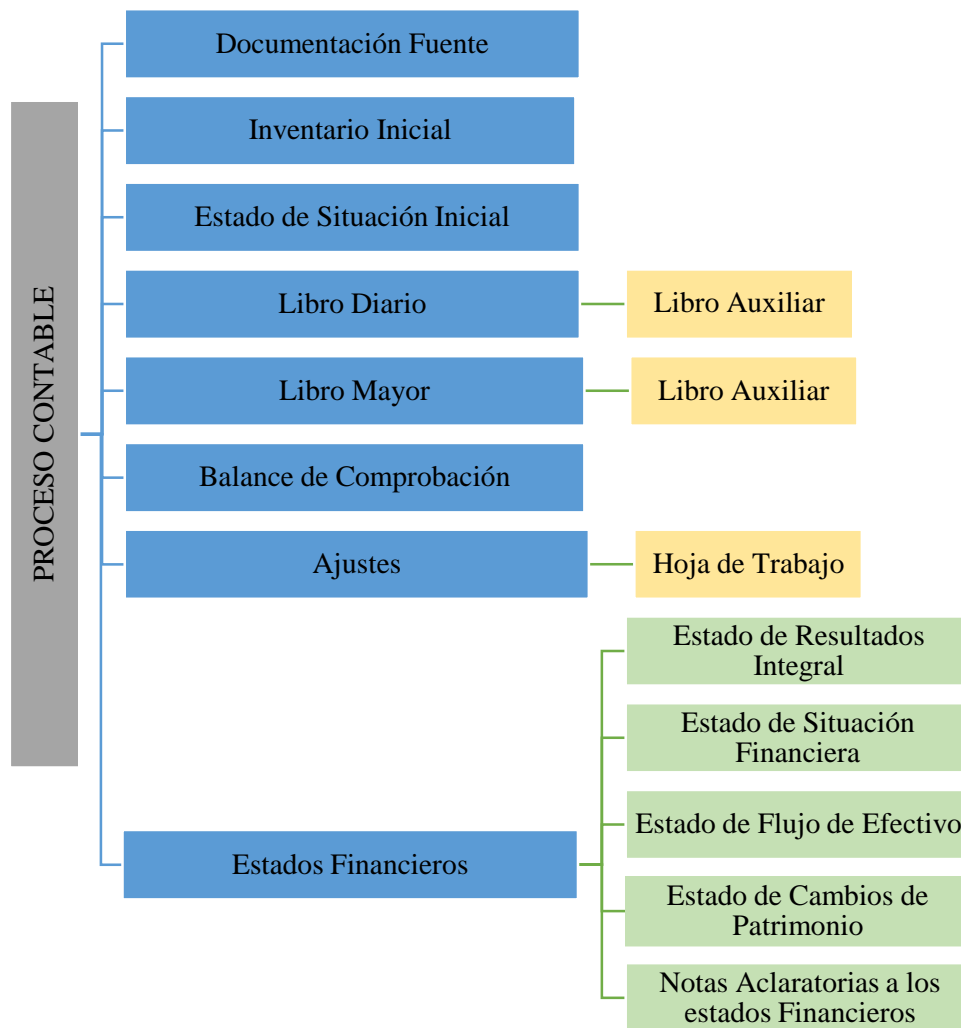 PROCESO CONTABLE
Documentación Fuente
Inventario Inicial
Estado de Situación Inicial
Libro Diario
Libro Auxiliar
Libro Mayor
Libro Auxiliar
Balance de Comprobación
Ajustes
Hoja de Trabajo
Estados Financieros
Estado de Resultados
Integral
Estado de Situación
Financiera
Estado de Flujo de Efectivo
Estado de Cambios de
Patrimonio
Notas Aclaratorias a los
estados Financieros